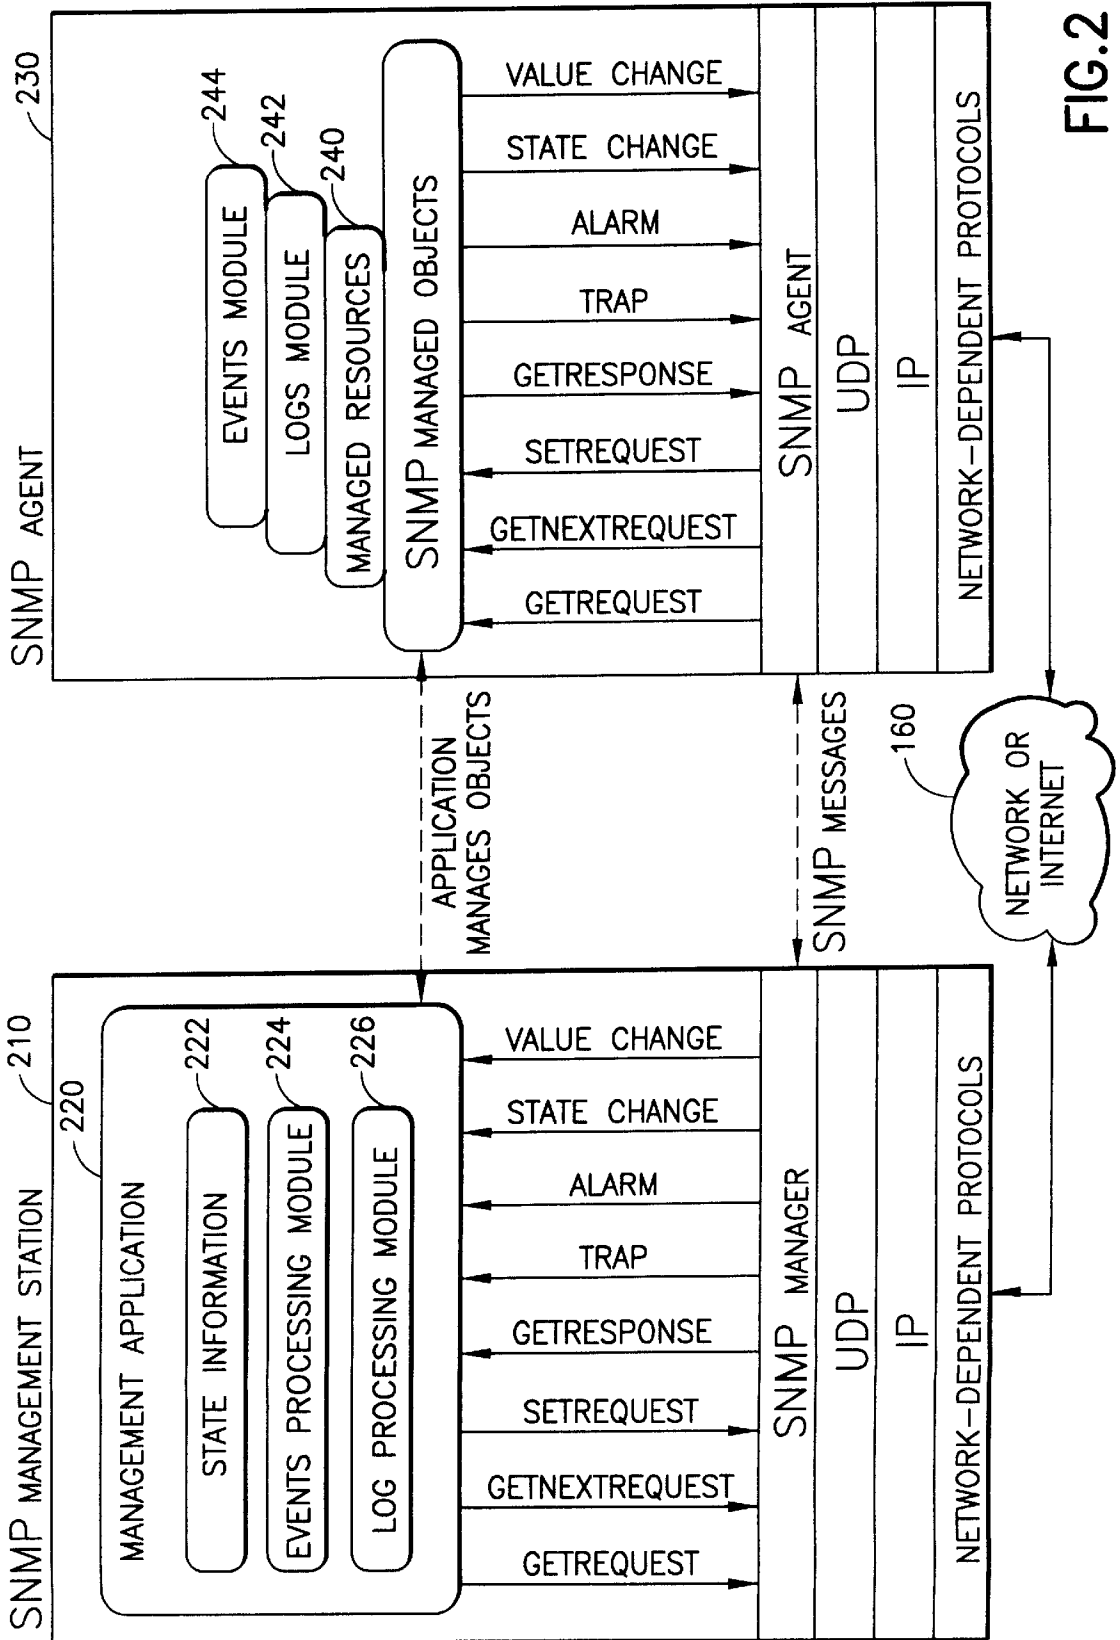 SNMP MANAGEMENT STATION
210
220
MANAGEMENT APPLICATION
222
STATE INFORMATION
224
EVENTS PROCESSING MODULE
226
LOG PROCESSING MODULE
GETREQUEST
GETNEXTREQUEST
SETREQUEST
GETRESPONSE
TRAP
ALARM
STATE CHANGE
VALUE CHANGE
SNMP MANAGER
UDP
IP
NETWORK-DEPENDENT PROTOCOLS
APPLICATION
MANAGES OBJECTS
SNMP MESSAGES
160
NETWORK OR
INTERNET
SNMP AGENT
230
244
EVENTS MODULE
242
LOGS MODULE
240
MANAGED RESOURCES
SNMP MANAGED OBJECTS
GETREQUEST
GETNEXTREQUEST
SETREQUEST
GETRESPONSE
TRAP
ALARM
STATE CHANGE
VALUE CHANGE
SNMP AGENT
UDP
IP
NETWORK-DEPENDENT PROTOCOLS
FIG.2